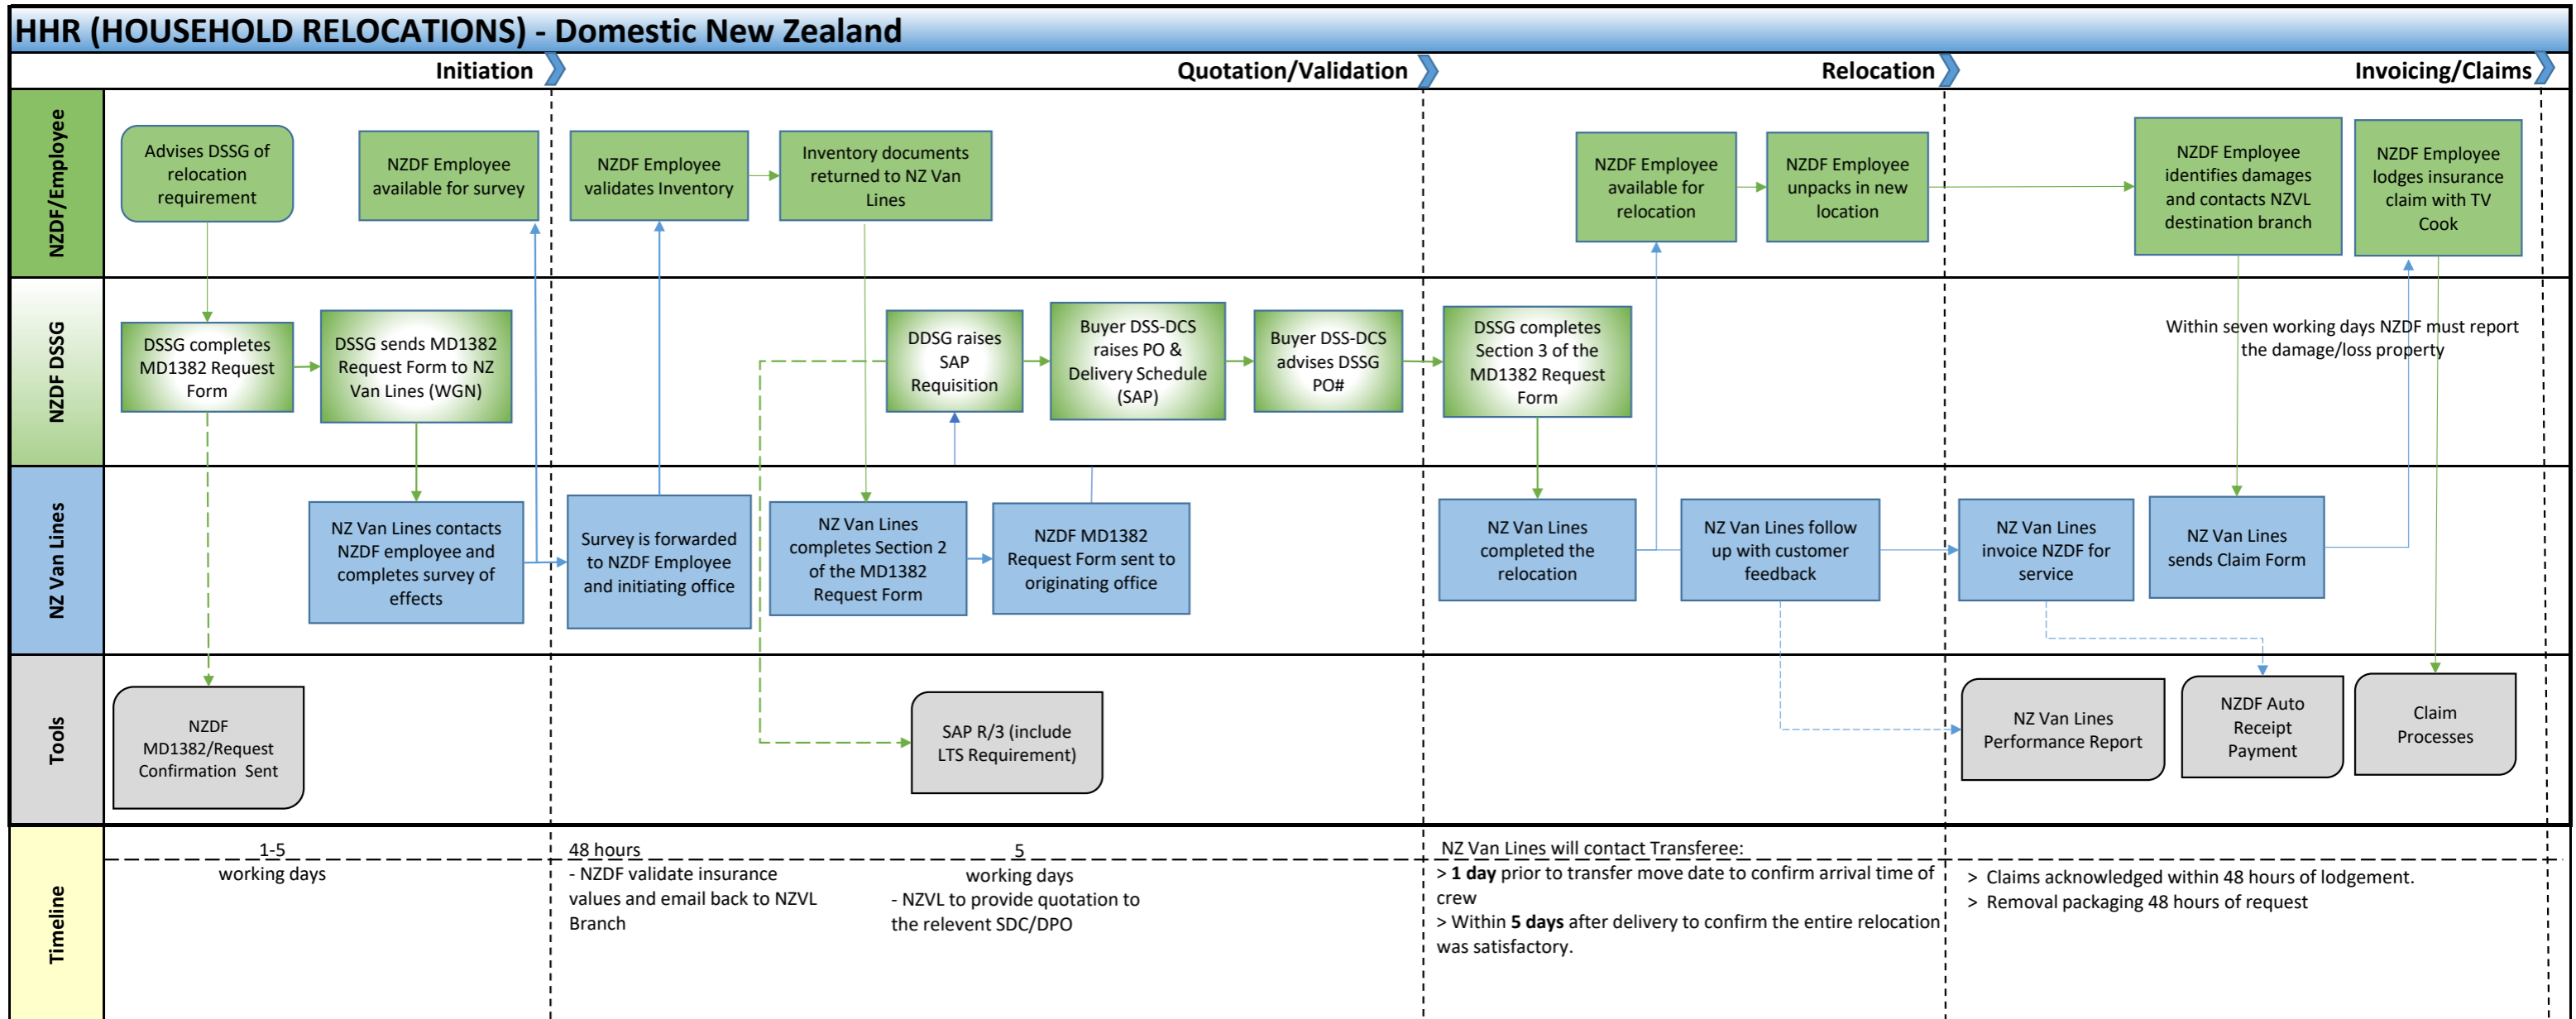 HHR (HOUSEHOLD RELOCATIONS) - Domestic New Zealand
Initiation
Quotation/Validation
Relocation
Invoicing/Claims
NZDF/Employee
Advises DSSG of
relocation
requirement
NZDF Employee
available for survey
NZDF Employee
validates Inventory
Inventory documents
returned to NZ Van
Lines
NZDF Employee
available for
relocation
NZDF Employee
unpacks in new
location
NZDF Employee
identifies damages
and contacts NZVL
destination branch
NZDF Employee
lodges insurance
claim with TV
Cook
NZDF DSSG
DSSG completes
MD1382 Request
Form
DSSG sends MD1382
Request Form to NZ
Van Lines (WGN)
DDSG raises
SAP
Requisition
Buyer DSS-DCS
raises PO &
Delivery Schedule
(SAP)
Buyer DSS-DCS
advises DSSG
PO#
DSSG completes
Section 3 of the
MD1382 Request
Form
Within seven working days NZDF must report
the damage/loss property
NZ Van Lines
NZ Van Lines contacts
NZDF employee and
completes survey of
effects
Survey is forwarded
to NZDF Employee
and initiating office
NZ Van Lines
completes Section 2
of the MD1382
Request Form
NZDF MD1382
Request Form sent to
originating office
NZ Van Lines
completed the
relocation
NZ Van Lines follow
up with customer
feedback
NZ Van Lines
invoice NZDF for
service
NZ Van Lines
sends Claim Form
Tools
NZDF
MD1382/Request
Confirmation Sent
SAP R/3 (include
LTS Requirement)
NZ Van Lines
Performance Report
NZDF Auto
Receipt
Payment
Claim
Processes
Timeline
1-5
working days
48 hours
- NZDF validate insurance
values and email back to NZVL
Branch
5
working days
- NZVL to provide quotation to
the relevent SDC/DPO
NZ Van Lines will contact Transferee:
> 1 day prior to transfer move date to confirm arrival time of
crew
> Within 5 days after delivery to confirm the entire relocation
was satisfactory.
> Claims acknowledged within 48 hours of lodgement.
> Removal packaging 48 hours of request